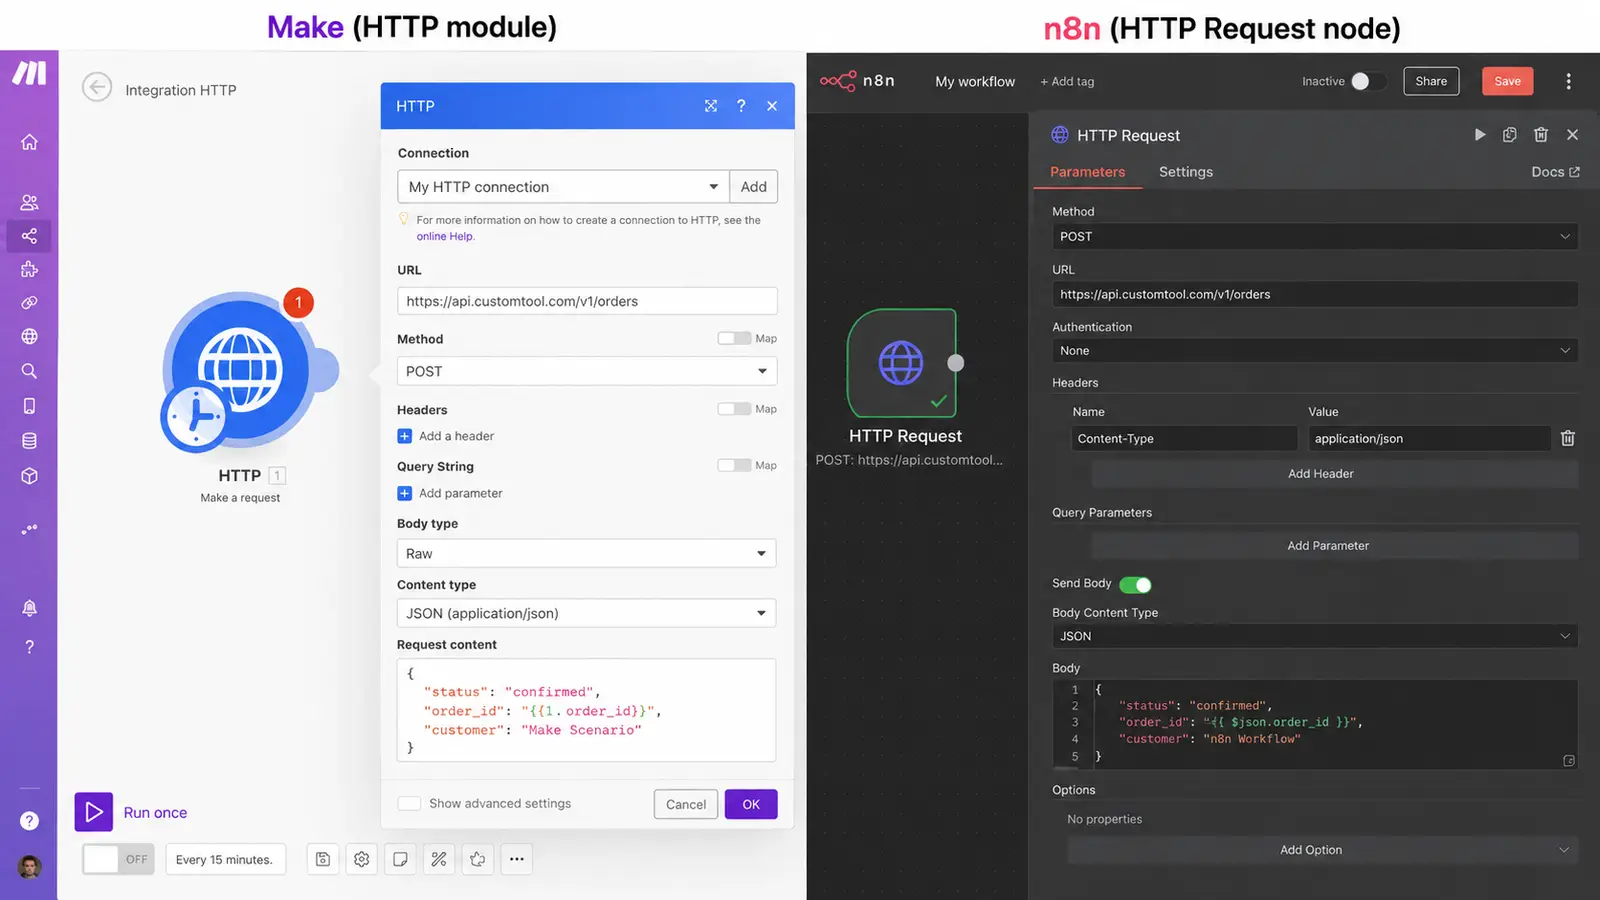 Make (HTTP module)
Integration HTTP
HTTP
?
Connection
My HTTP connection
Add
For more information on how to create a connection to HTTP, see the
online Help.
URL
https://api.customtool.com/v1/orders
Method
Map
POST
Headers
Map
Add a header
Query String
Map
Add parameter
Body type
Raw
Content type
JSON (application/json)
Request content
{
"status": "confirmed",
"order_id": "{{1.order_id}}",
"customer": "Make Scenario"
}
Show advanced settings
Cancel
OK
1
HTTP 1
Make a request
?
?
Run once
OFF
Every 15 minutes.
n8n (HTTP Request node)
n8n
My workflow
+ Add tag
Inactive
Share
Save
HTTP Request
POST: https://api.customtool...
HTTP Request
Parameters
Settings
Docs
Method
POST
URL
https://api.customtool.com/v1/orders
Authentication
None
Headers
Name
Value
Content-Type
application/json
Add Header
Query Parameters
Add Parameter
Send Body
Body Content Type
JSON
Body
1 {
2 "status": "confirmed",
3 "order_id": "{{ $json.order_id }}",
4 "customer": "n8n Workflow"
5 }
Options
No properties
Add Option